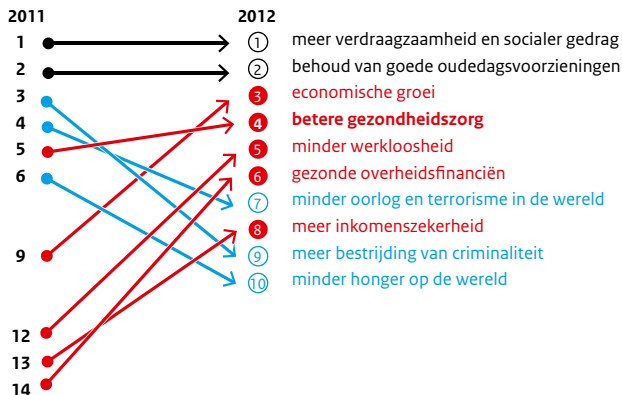 2011 2012
1 1 meer verdraagzaamheid en socialer gedrag
2 2 behoud van goede oudedagsvoorzieningen
3 3 economische groei
4 4 betere gezondheidszorg
5 5 minder werkloosheid
6 6 gezonde overheidsfinanciën
7 minder oorlog en terrorisme in de wereld
8 meer inkomenszekerheid
9 9 meer bestrijding van criminaliteit
10 minder honger op de wereld
12
13
14